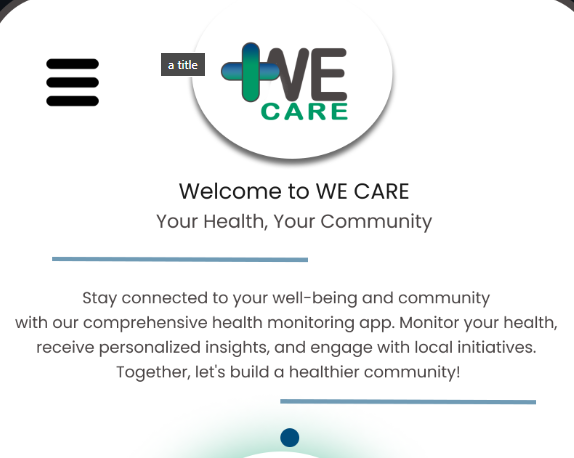 a title
WE
CARE
Welcome to WE CARE
Your Health, Your Community
Stay connected to your well-being and community
with our comprehensive health monitoring app. Monitor your health,
receive personalized insights, and engage with local initiatives.
Together, let's build a healthier community!